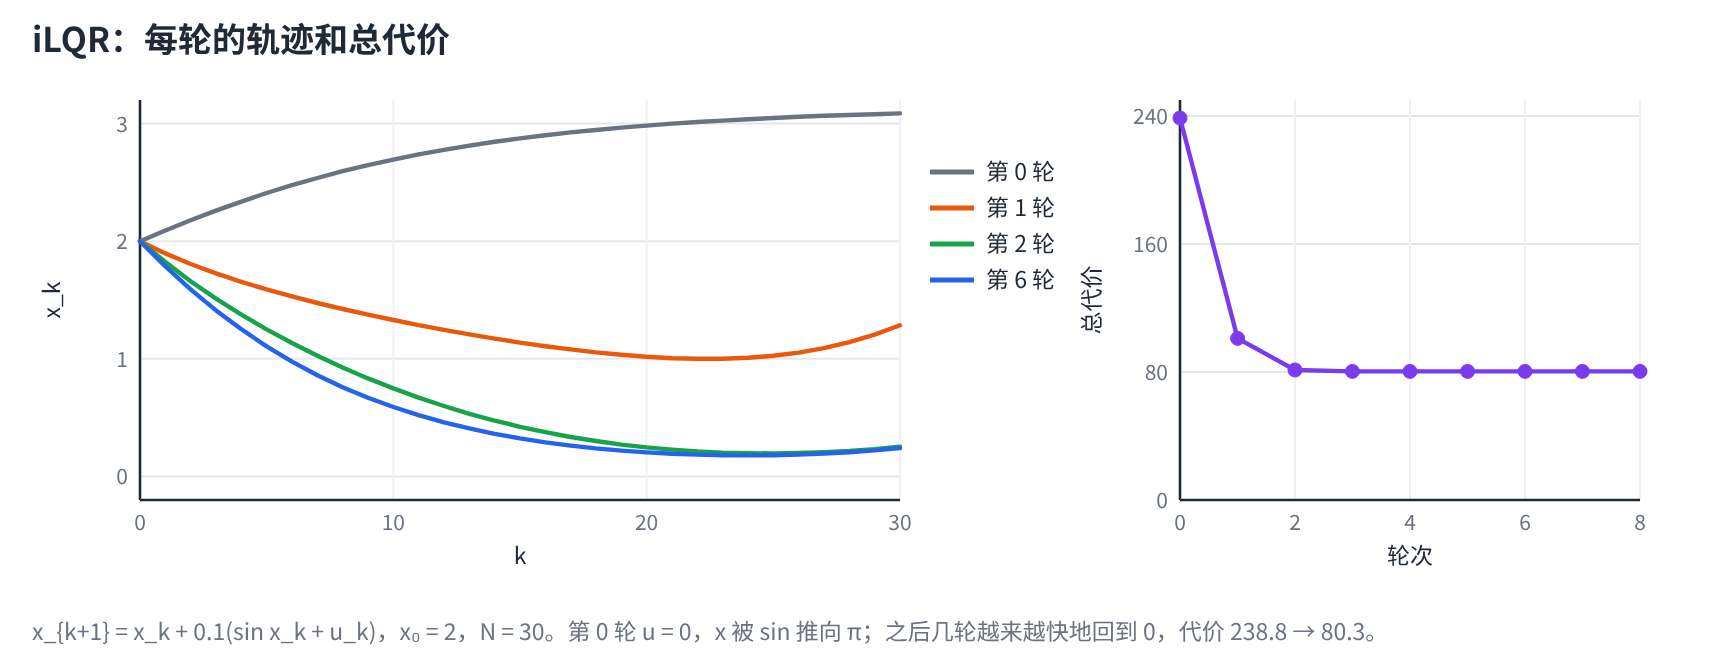 iLQR：每轮的轨迹和总代价
3
2
1
0
0
10
20
30
k
x_k
第 0 轮
第 1 轮
第 2 轮
第 6 轮
240
160
80
0
0
2
4
6
8
轮次
总代价
x_{k+1} = x_k + 0.1(sin x_k + u_k)，x₀ = 2，N = 30。第 0 轮 u = 0，x 被 sin 推向 π；之后几轮越来越快地回到 0，代价 238.8 → 80.3。